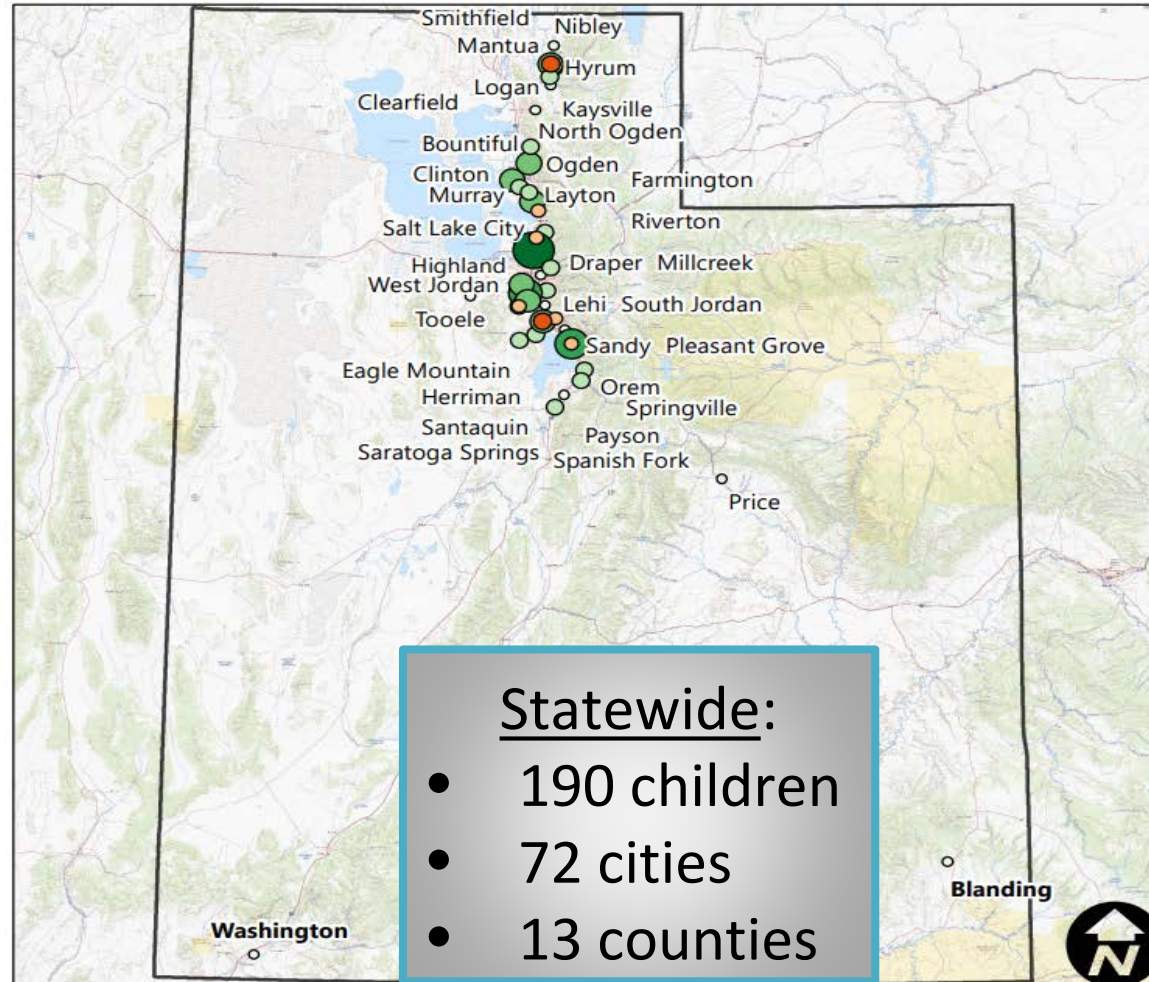 Smithfield
Nibley
Mantua
Hyrum
Logan
Clearfield
Kaysville
North Ogden
Bountiful
Ogden
Clinton
Farmington
Murray
Layton
Riverton
Salt Lake City
Highland
Draper Millcreek
West Jordan
Lehi South Jordan
Tooele
Sandy Pleasant Grove
Eagle Mountain
Orem
Herriman
Springville
Santaquin
Payson
Saratoga Springs
Spanish Fork
Price
Statewide:
• 190 children
• 72 cities
• 13 counties
Blanding
Washington
N